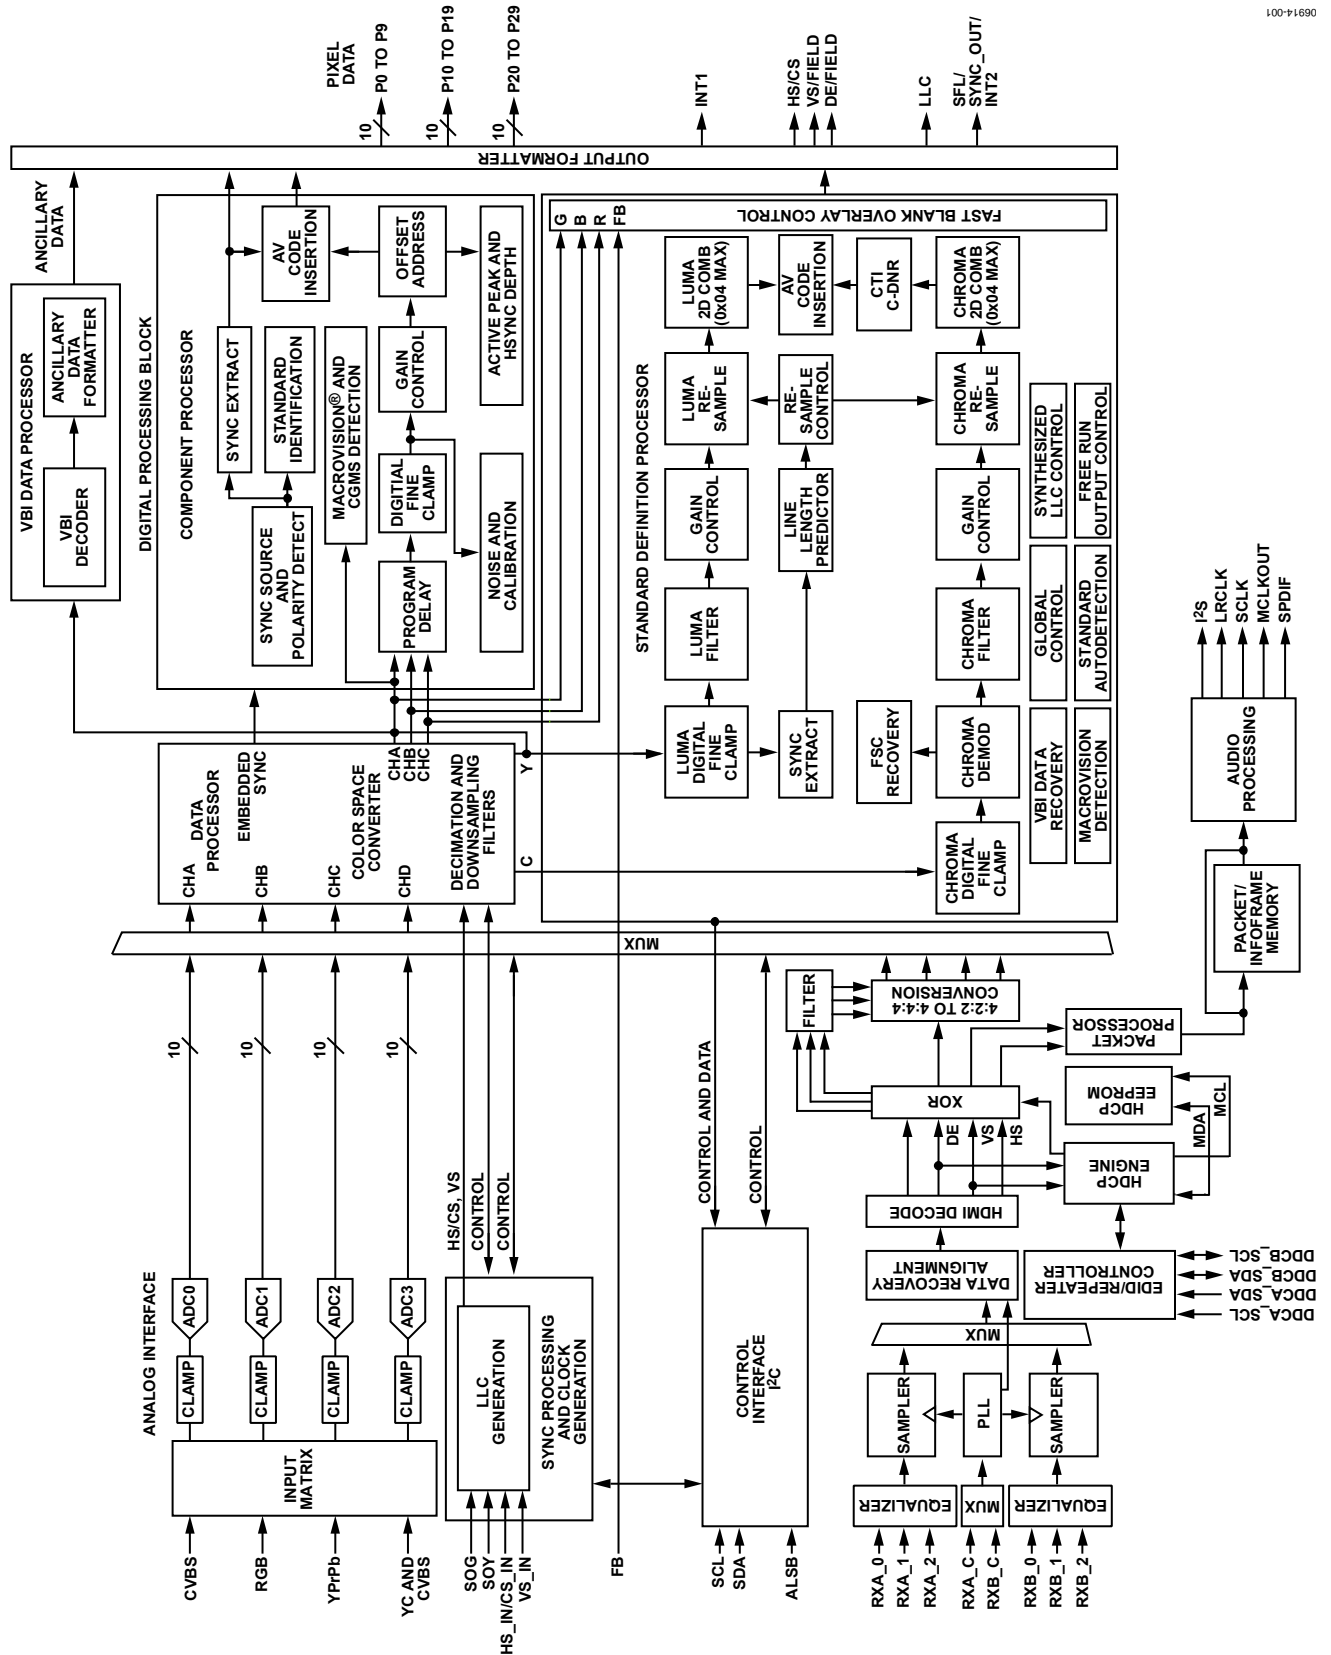 06914-001
PIXEL
DATA
P0 TO P9
P10 TO P19
P20 TO P29
10
10
10
INT1
HS/CS
VS/FIELD
DE/FIELD
LLC
SFL/
SYNC_OUT/
INT2
OUTPUT FORMATTER
ANCILLARY
DATA
VBI DATA PROCESSOR
ANCILLARY
DATA
FORMATTER
VBI
DECODER
DIGITAL PROCESSING BLOCK
COMPONENT PROCESSOR
SYNC EXTRACT
STANDARD
IDENTIFICATION
SYNC SOURCE
AND
POLARITY DETECT
AV
CODE
INSERTION
OFFSET
ADDRESS
ACTIVE PEAK AND
HSYNC DEPTH
MACROVISION® AND
CGMS DETECTION
GAIN
CONTROL
DIGITIAL
FINE
CLAMP
PROGRAM
DELAY
NOISE AND
CALIBRATION
G
B
R
FB
FAST BLANK OVERLAY CONTROL
STANDARD DEFINITION PROCESSOR
LUMA
2D COMB
(0x04 MAX)
AV
CODE
INSERTION
CTI
C-DNR
CHROMA
2D COMB
(0x04 MAX)
LUMA
RE-
SAMPLE
RE-
SAMPLE
CONTROL
CHROMA
RE-
SAMPLE
GAIN
CONTROL
LINE
LENGTH
PREDICTOR
GAIN
CONTROL
LUMA
FILTER
CHROMA
FILTER
LUMA
DIGITAL
FINE
CLAMP
SYNC
EXTRACT
FSC
RECOVERY
CHROMA
DEMOD
CHROMA
DIGITAL
FINE
CLAMP
SYNTHESIZED
LLC CONTROL
FREE RUN
OUTPUT CONTROL
GLOBAL
CONTROL
STANDARD
AUTODETECTION
VBI DATA
RECOVERY
MACROVISION
DETECTION
CHA
DATA
PROCESSOR
EMBEDDED
SYNC
CHB
CHC
COLOR SPACE
CONVERTER
CHA
CHB
CHC
CHD
DECIMATION AND
DOWNSAMPLING
FILTERS
Y
C
MUX
10
10
10
10
ANALOG INTERFACE
ADC0
ADC1
ADC2
ADC3
CLAMP
CLAMP
CLAMP
CLAMP
INPUT
MATRIX
CVBS
RGB
YPrPb
YC AND
CVBS
HS/CS, VS
CONTROL
CONTROL
LLC
GENERATION
SYNC PROCESSING
AND CLOCK
GENERATION
SOG
SOY
HS_IN/CS_IN
VS_IN
FB
CONTROL AND DATA
CONTROL
CONTROL
INTERFACE
I²C
SCL
SDA
ALSB
FILTER
4:2:2 TO 4:4:4
CONVERSION
XOR
DE
VS
HS
HDMI DECODE
DATA RECOVERY
ALIGNMENT
MUX
SAMPLER
PLL
SAMPLER
EQUALIZER
MUX
EQUALIZER
RXA_0
RXA_1
RXA_2
RXA_C
RXB_C
RXB_0
RXB_1
RXB_2
PACKET
PROCESSOR
HDCP
EEPROM
MDA
MCL
HDCP
ENGINE
EDID/REPEATER
CONTROLLER
DDCB_SCL
DDCB_SDA
DDCA_SDA
DDCA_SCL
PACKET/
INFOFRAME
MEMORY
AUDIO
PROCESSING
I²S
LRCLK
SCLK
MCLKOUT
SPDIF